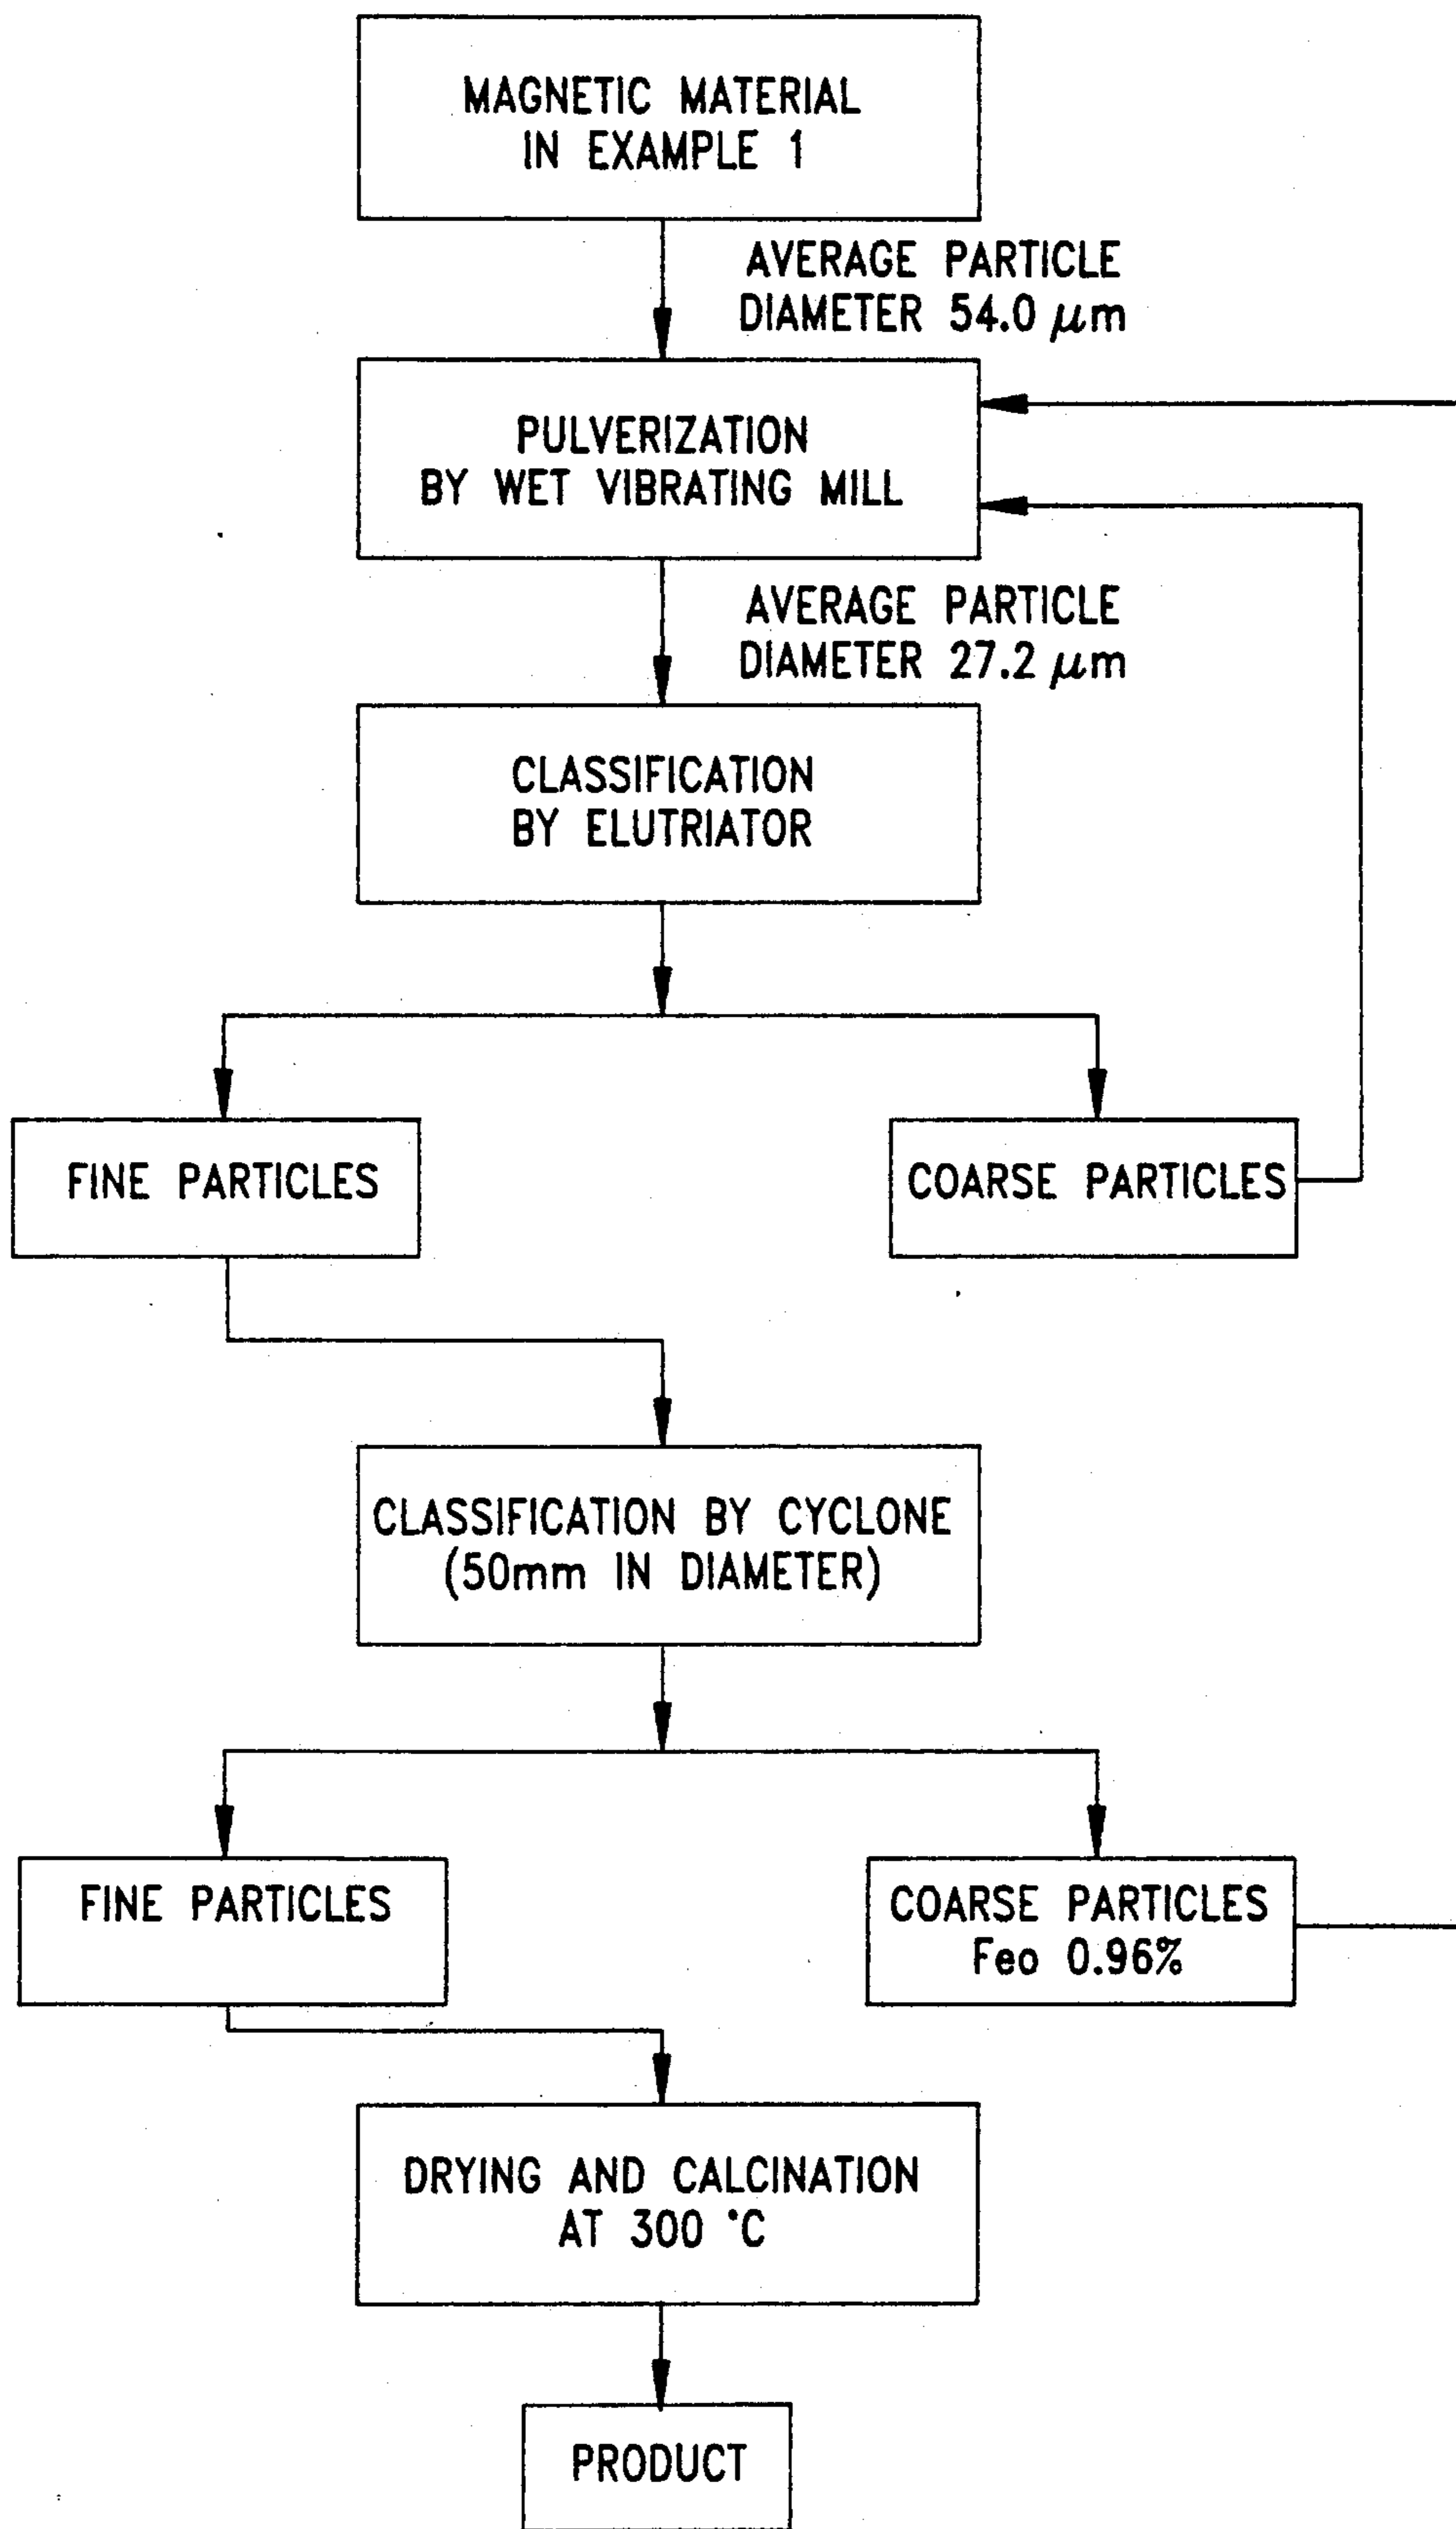 MAGNETIC MATERIAL
IN EXAMPLE 1
AVERAGE PARTICLE
DIAMETER 54.0 μm
PULVERIZATION
BY WET VIBRATING MILL
AVERAGE PARTICLE
DIAMETER 27.2 μm
CLASSIFICATION
BY ELUTRIATOR
FINE PARTICLES
COARSE PARTICLES
CLASSIFICATION BY CYCLONE
(50mm IN DIAMETER)
FINE PARTICLES
COARSE PARTICLES
Feo 0.96%
DRYING AND CALCINATION
AT 300 °C
PRODUCT